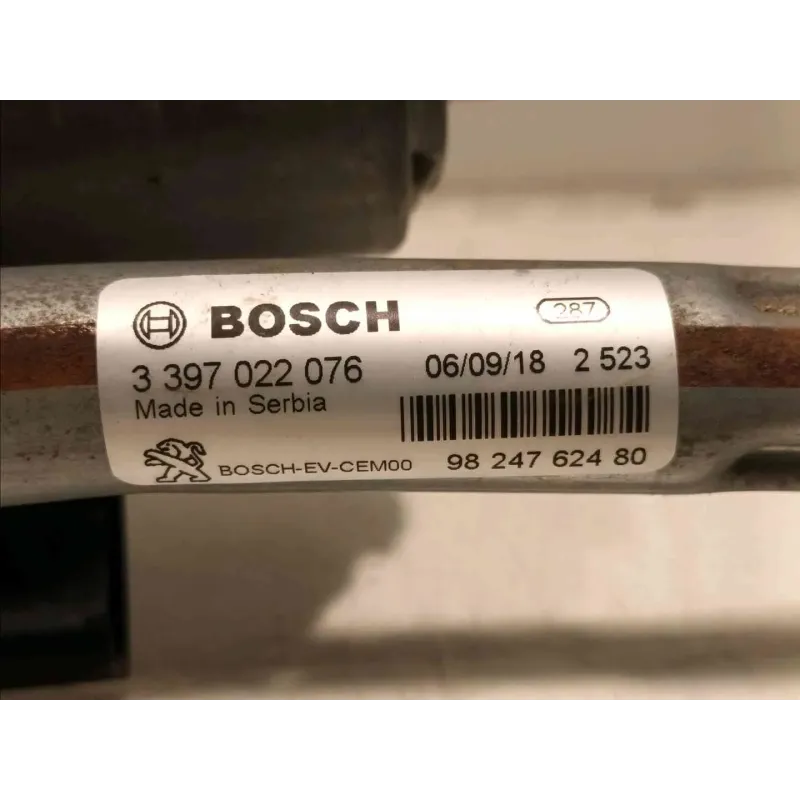 BOSCH 287
3 397 022 076 06/09/18 2 523
Made in Serbia
BOSCH-EV-CEM00 98 247 624 80